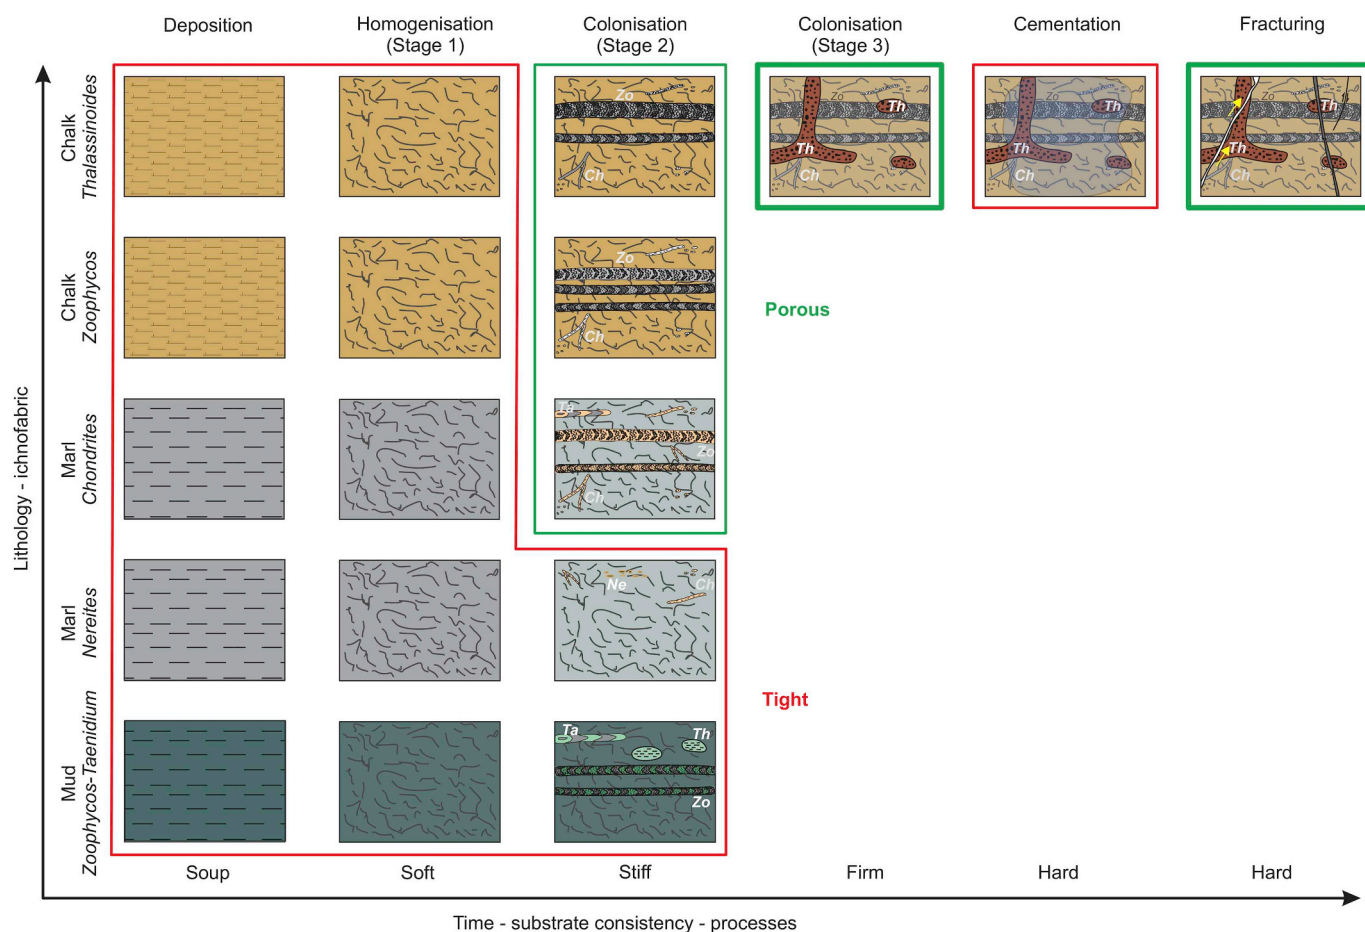 Deposition
Homogenisation
(Stage 1)
Colonisation
(Stage 2)
Colonisation
(Stage 3)
Cementation
Fracturing
Lithology - ichnofabric
Chalk
Thalassinoides
Zo
Ch
Th
Th
Zo
Th
Th
Ch
Zo
Th
Th
Ch
Chalk
Zoophycos
Zo
Ch
Porous
Marl
Chondrites
Ta
Zo
Ch
Marl
Nereites
Ne
Ch
Tight
Mud
Zoophycos-Taenidium
Ta
Th
Zo
Soup
Soft
Stiff
Firm
Hard
Hard
Time - substrate consistency - processes